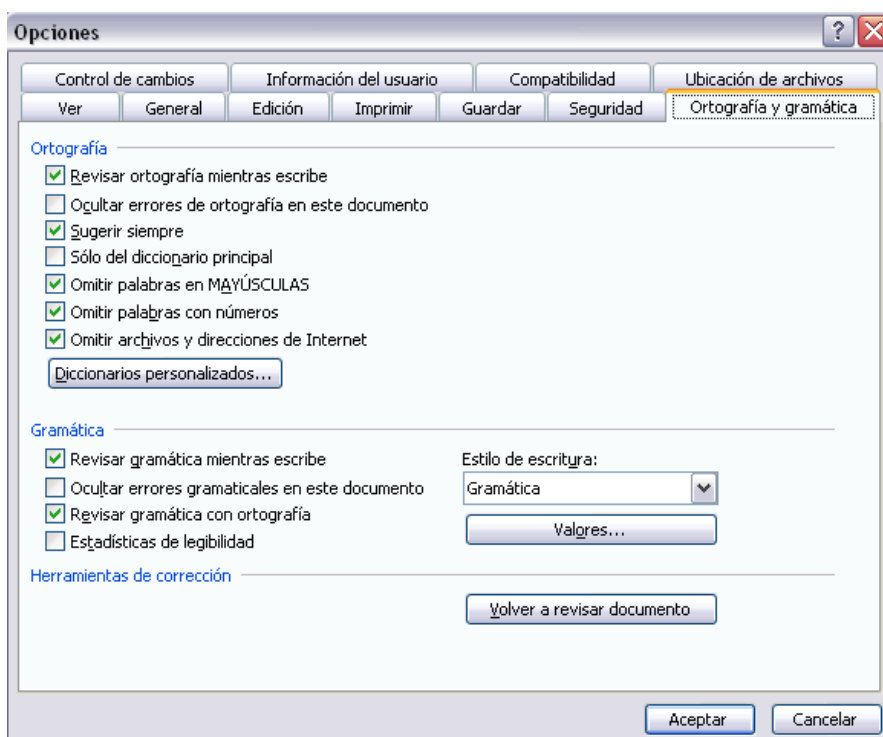 Opciones
Control de cambios Información del usuario Compatibilidad Ubicación de archivos
Ver General Edición Imprimir Guardar Seguridad Ortografía y gramática
Ortografía
Revisar ortografía mientras escribe
Ocultar errores de ortografía en este documento
Sugerir siempre
Sólo del diccionario principal
Omitir palabras en MAYÚSCULAS
Omitir palabras con números
Omitir archivos y direcciones de Internet
Diccionarios personalizados...
Gramática
Revisar gramática mientras escribe Estilo de escritura:
Ocultar errores gramaticales en este documento Gramática
Revisar gramática con ortografía Valores...
Estadísticas de legibilidad
Herramientas de corrección
Volver a revisar documento
Aceptar Cancelar